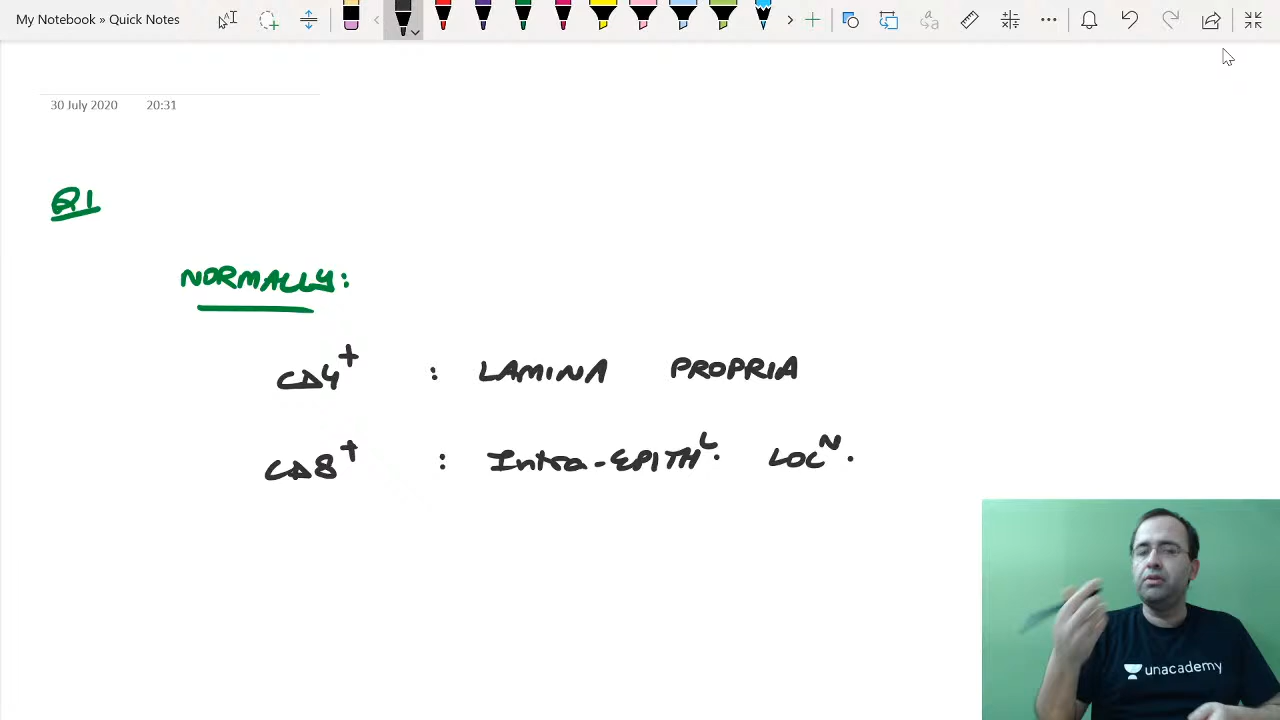 My Notebook » Quick Notes
30 July 2020 20:31
Q1
NORMALLY:
CD4+ : LAMINA PROPRIA
CD8+ : Intra-EPITHL. LOCN.
unacademy